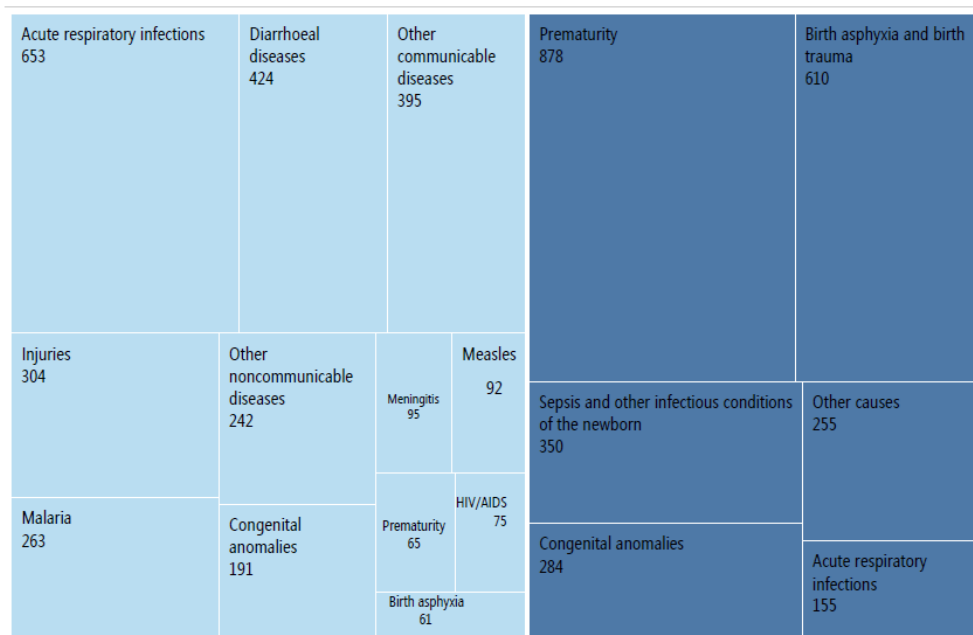 Acute respiratory infections
653
Diarrhoeal
diseases
424
Other
communicable
diseases
395
Injuries
304
Other
noncommunicable
diseases
242
Meningitis
95
Measles
92
Malaria
263
Congenital
anomalies
191
Prematurity
65
HIV/AIDS
75
Birth asphyxia
61
Prematurity
878
Birth asphyxia and birth
trauma
610
Sepsis and other infectious conditions
of the newborn
350
Other causes
255
Congenital anomalies
284
Acute respiratory
infections
155